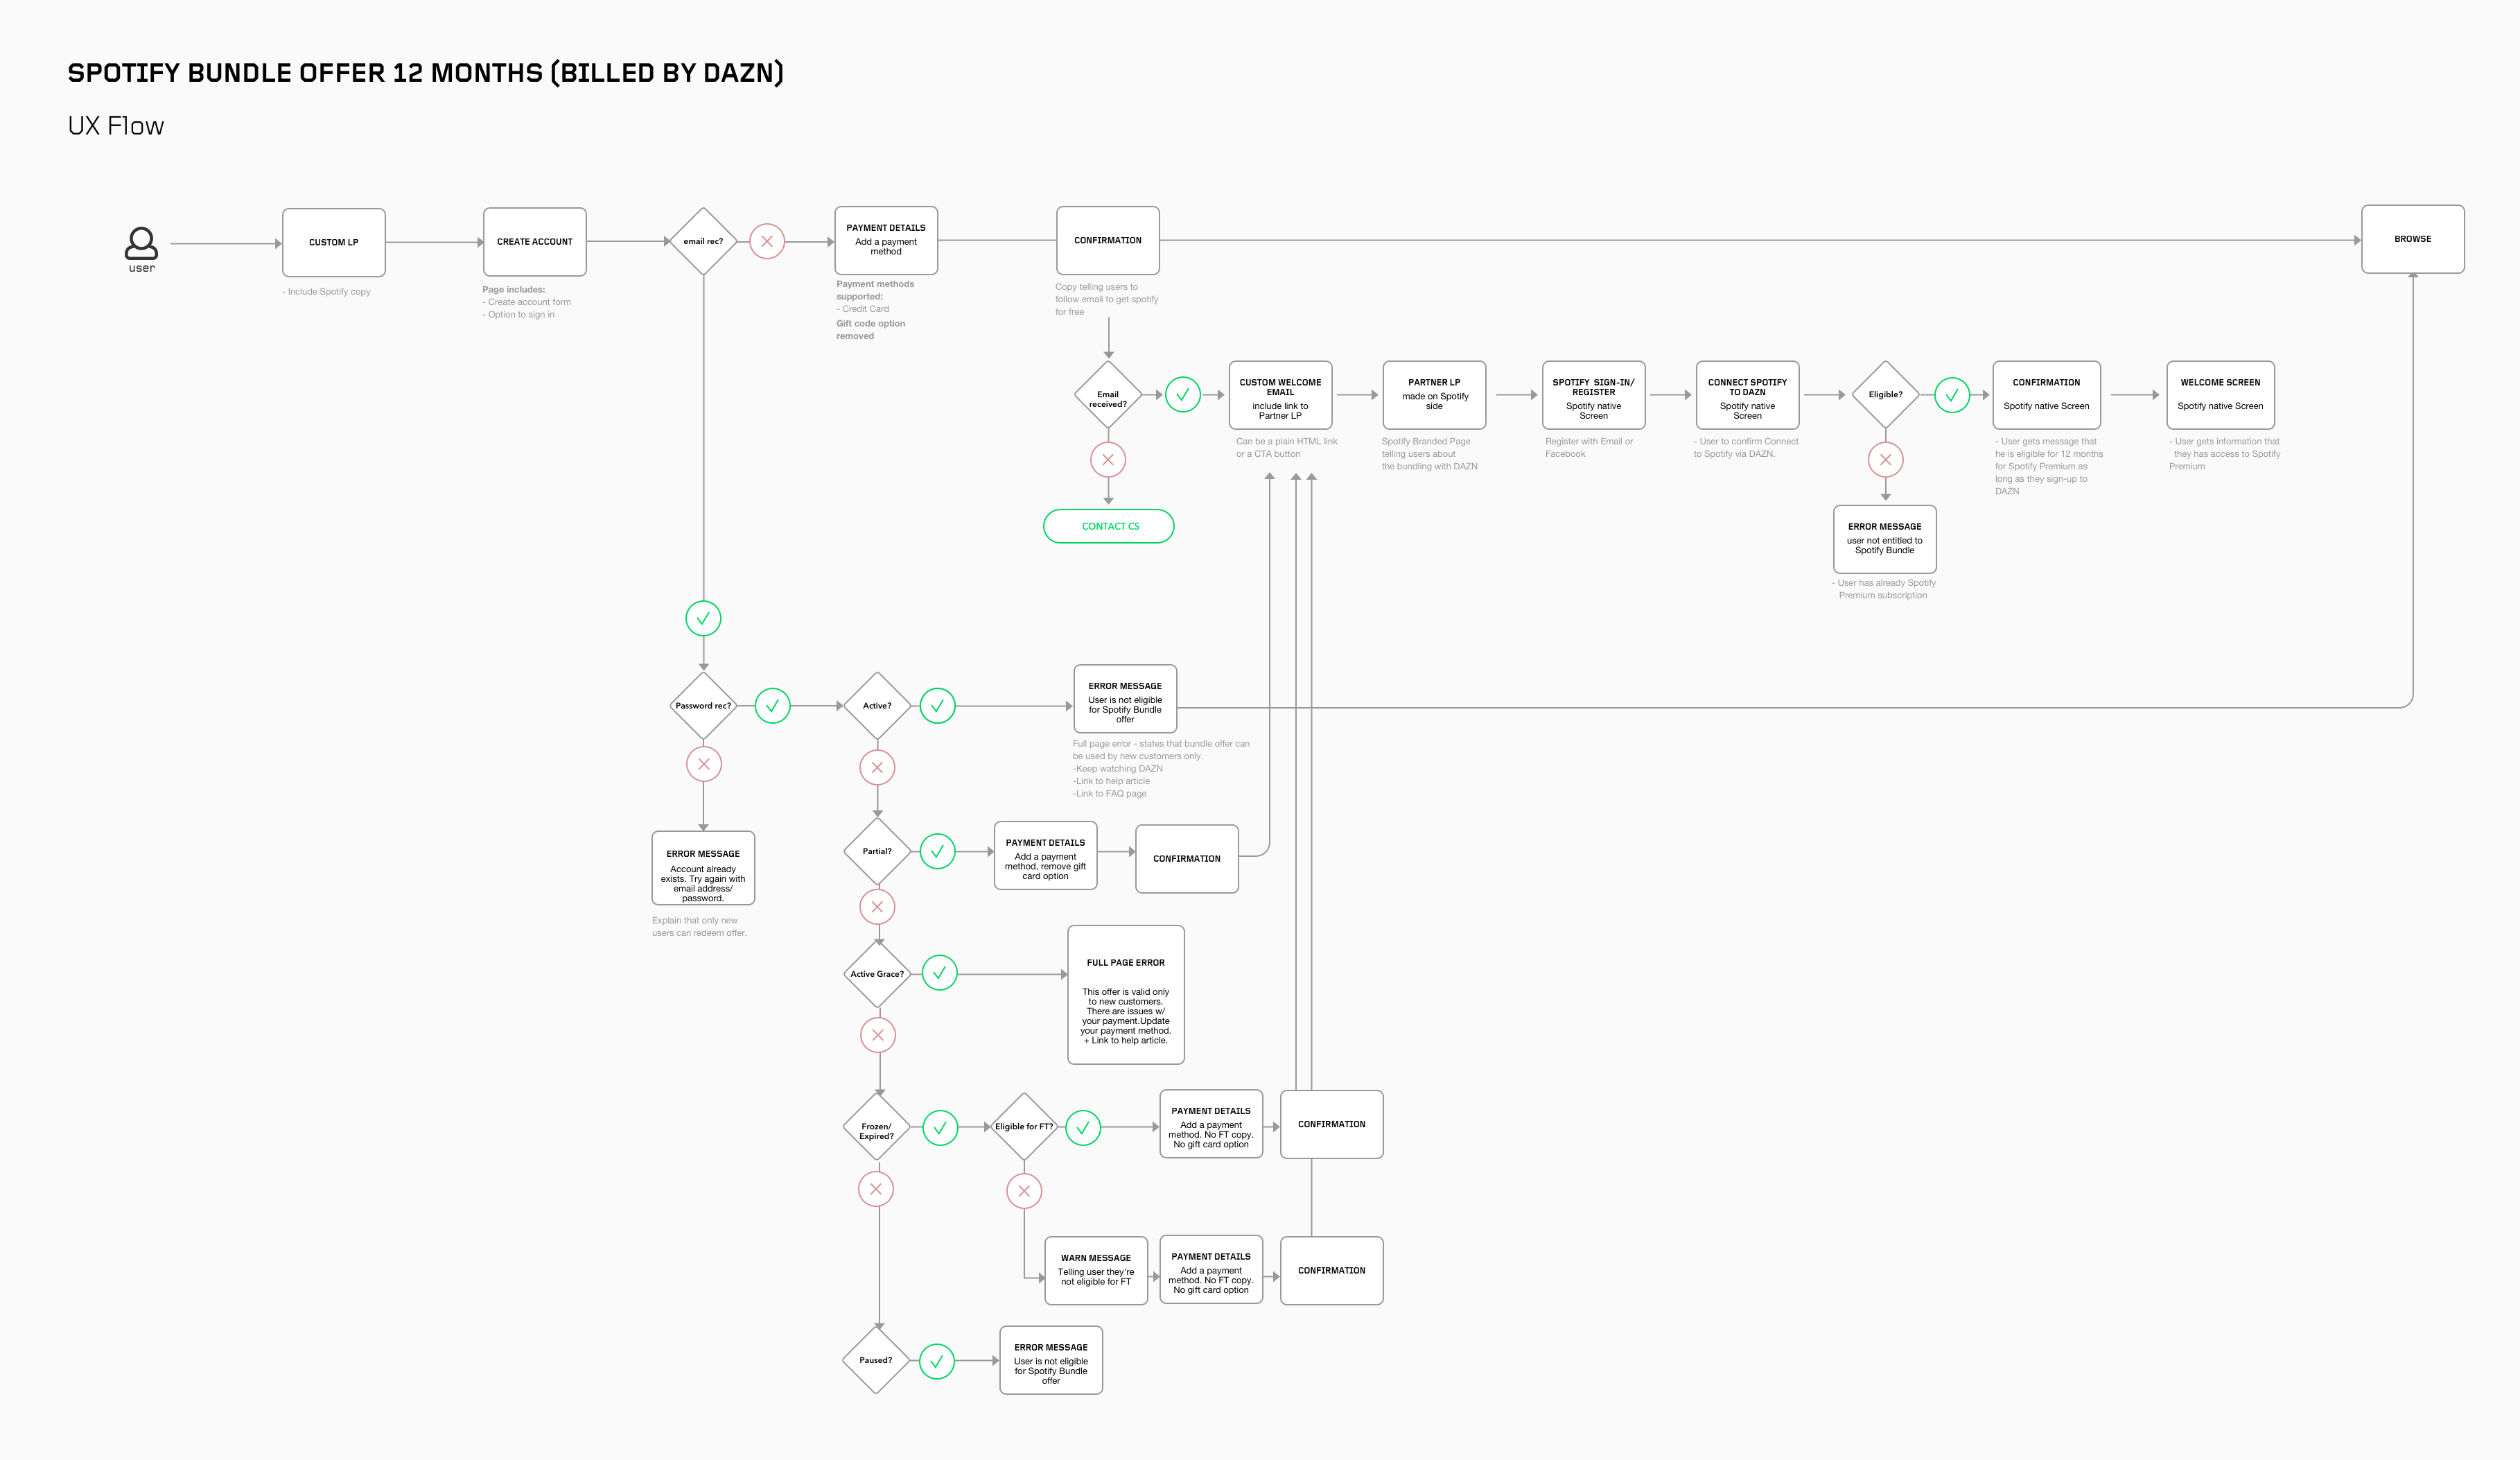 SPOTIFY BUNDLE OFFER 12 MONTHS (BILLED BY DAZN)
UX Flow
user
CUSTOM LP
- Include Spotify copy
CREATE ACCOUNT
Page includes:
- Create account form
- Option to sign in
email rec?
PAYMENT DETAILS
Add a payment
method
Payment methods
supported:
- Credit Card
Gift code option
removed
CONFIRMATION
Copy telling users to
follow email to get spotify
for free
BROWSE
Email
received?
CONTACT CS
CUSTOM WELCOME
EMAIL
include link to
Partner LP
Can be a plain HTML link
or a CTA button
PARTNER LP
made on Spotify
side
Spotify Branded Page
telling users about
the bundling with DAZN
SPOTIFY SIGN-IN/
REGISTER
Spotify native
Screen
Register with Email or
Facebook
CONNECT SPOTIFY
TO DAZN
Spotify native
Screen
- User to confirm Connect
to Spotify via DAZN.
Eligible?
ERROR MESSAGE
user not entitled to
Spotify Bundle
- User has already Spotify
Premium subscription
CONFIRMATION
Spotify native Screen
- User gets message that
he is eligible for 12 months
for Spotify Premium as
long as they sign-up to
DAZN
WELCOME SCREEN
Spotify native Screen
- User gets information that
they has access to Spotify
Premium
Password rec?
ERROR MESSAGE
Account already
exists. Try again with
email address/
password.
Explain that only new
users can redeem offer.
Active?
ERROR MESSAGE
User is not eligible
for Spotify Bundle
offer
Full page error - states that bundle offer can
be used by new customers only.
-Keep watching DAZN
-Link to help article
-Link to FAQ page
Partial?
PAYMENT DETAILS
Add a payment
method, remove gift
card option
CONFIRMATION
Active Grace?
FULL PAGE ERROR
This offer is valid only
to new customers.
There are issues w/
your payment.Update
your payment method.
+ Link to help article.
Frozen/
Expired?
Eligible for FT?
PAYMENT DETAILS
Add a payment
method. No FT copy.
No gift card option
CONFIRMATION
WARN MESSAGE
Telling user they're
not eligible for FT
PAYMENT DETAILS
Add a payment
method. No FT copy.
No gift card option
CONFIRMATION
Paused?
ERROR MESSAGE
User is not eligible
for Spotify Bundle
offer